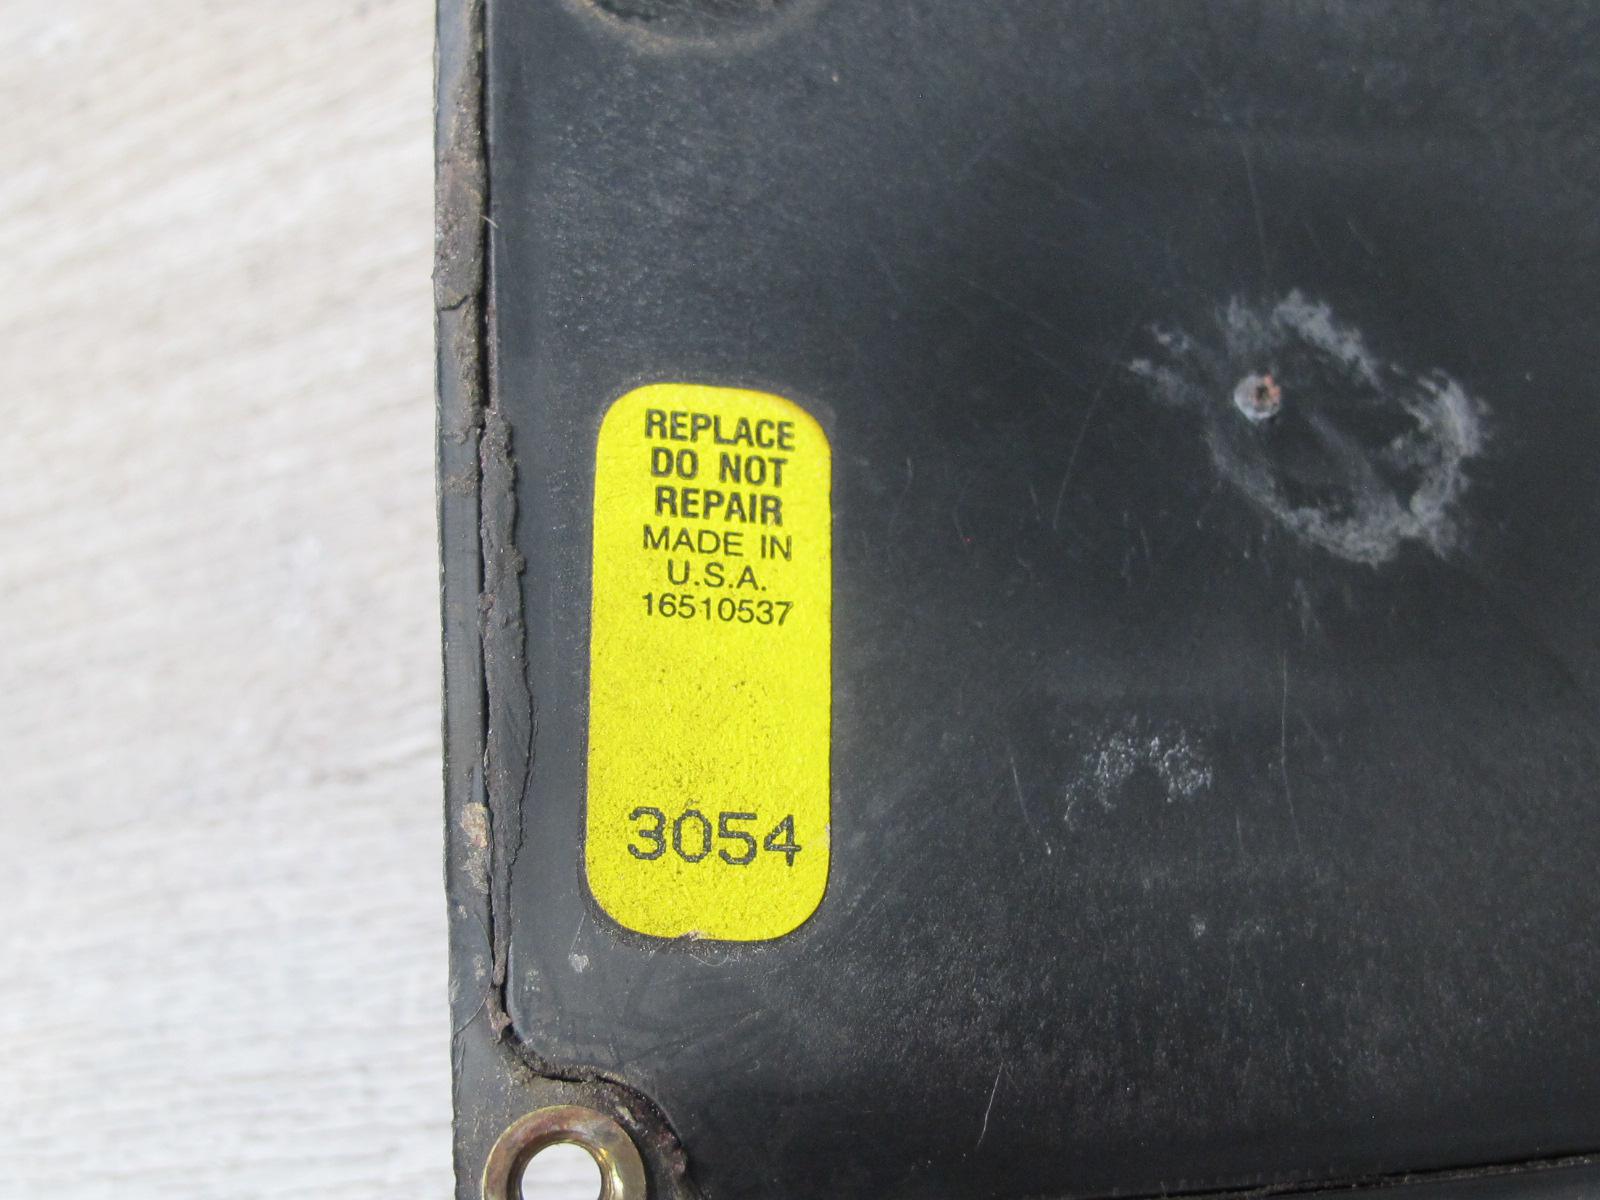 REPLACE
DO NOT
REPAIR
MADE IN
U.S.A.
16510537
3054